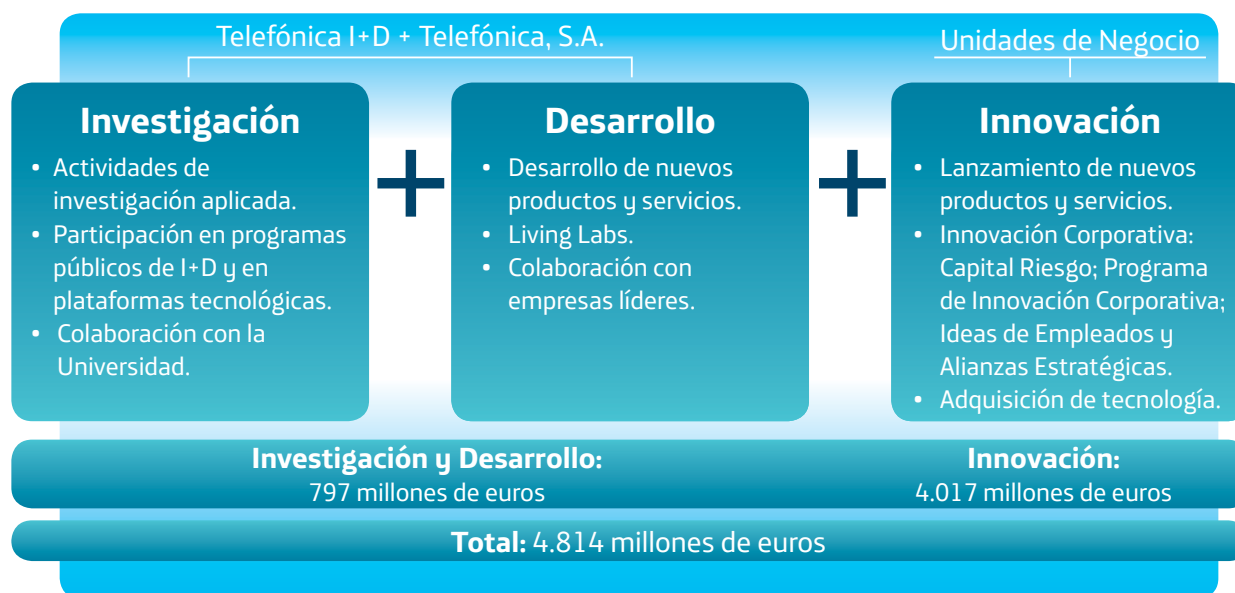 Telefónica I+D + Telefónica, S.A.
Unidades de Negocio
Investigación
• Actividades de
investigación aplicada.
• Participación en programas
públicos de I+D y en
plataformas tecnológicas.
• Colaboración con la
Universidad.
+
Desarrollo
• Desarrollo de nuevos
productos y servicios.
• Living Labs.
• Colaboración con
empresas líderes.
+
Innovación
• Lanzamiento de nuevos
productos y servicios.
• Innovación Corporativa:
Capital Riesgo; Programa
de Innovación Corporativa;
Ideas de Empleados y
Alianzas Estratégicas.
• Adquisición de tecnología.
Investigación y Desarrollo:
797 millones de euros
Innovación:
4.017 millones de euros
Total: 4.814 millones de euros